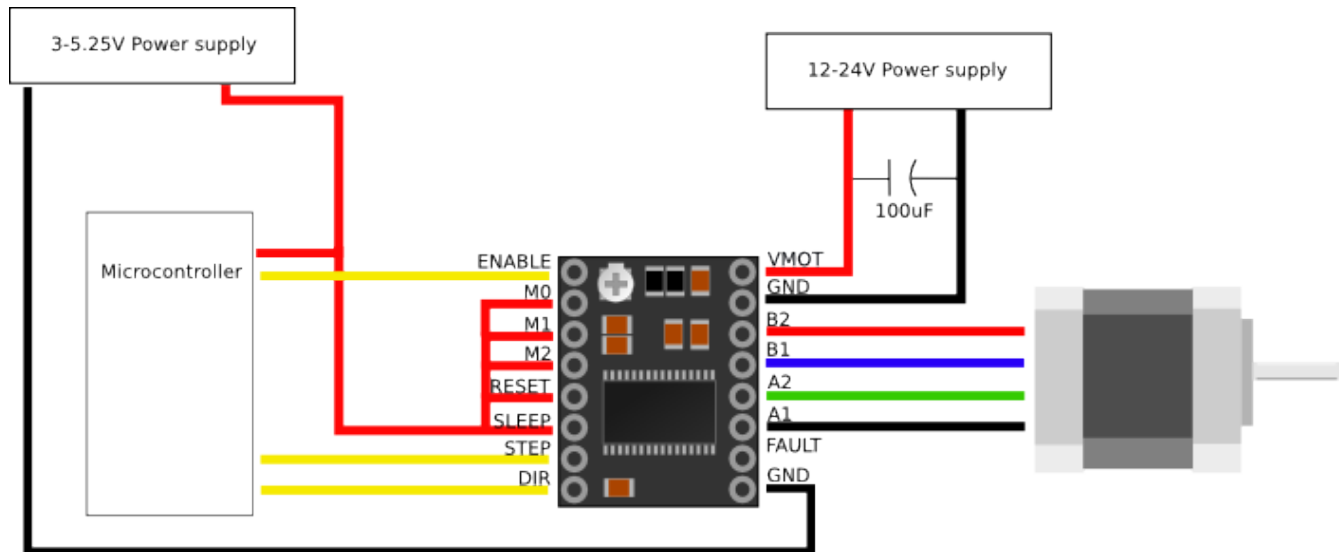 3-5.25V Power supply
12-24V Power supply
100uF
Microcontroller
ENABLE
M0
M1
M2
RESET
SLEEP
STEP
DIR
VMOT
GND
B2
B1
A2
A1
FAULT
GND